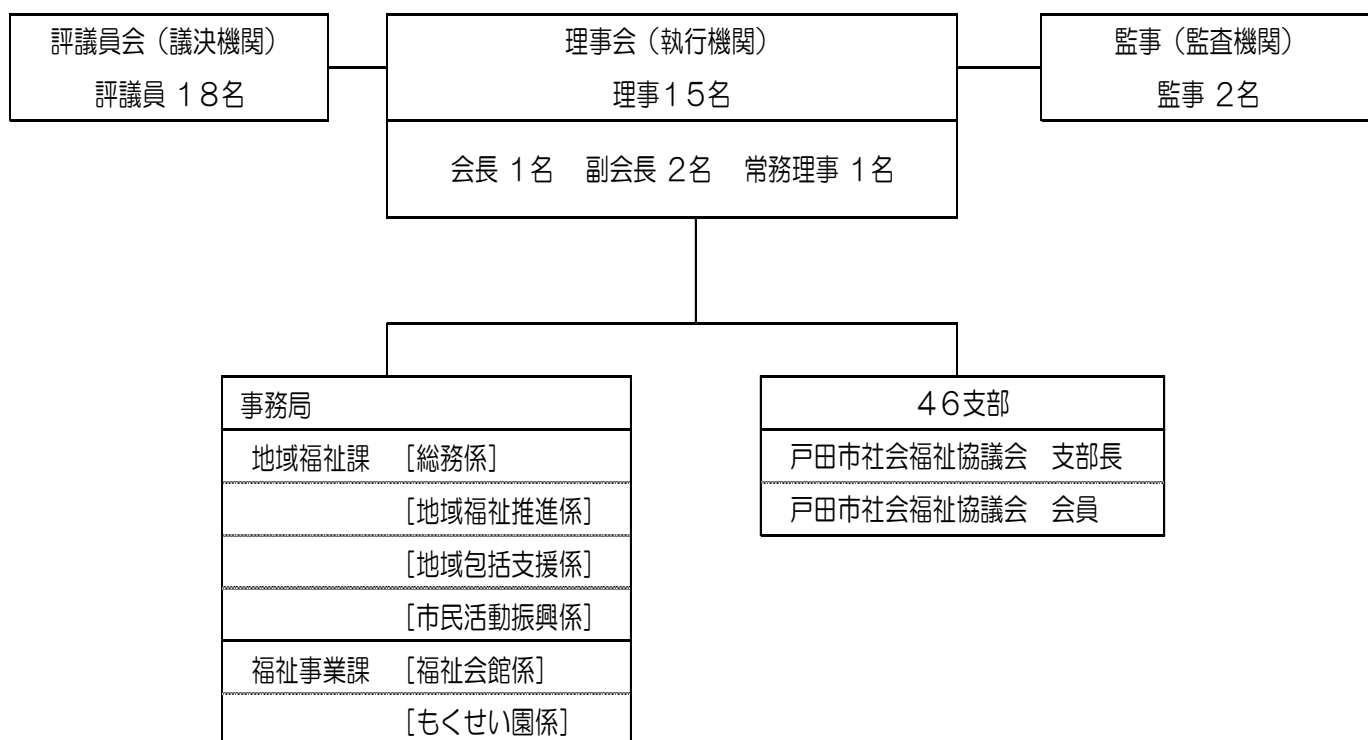 評議員会（議決機関）
評議員 １８名
理事会（執行機関）
理事１５名
会長 １名　副会長 ２名　常務理事 １名
監事（監査機関）
監事 ２名
事務局
地域福祉課　［総務係］
［地域福祉推進係］
［地域包括支援係］
［市民活動振興係］
福祉事業課　［福祉会館係］
［もくせい園係］
４６支部
戸田市社会福祉協議会　支部長
戸田市社会福祉協議会　会員